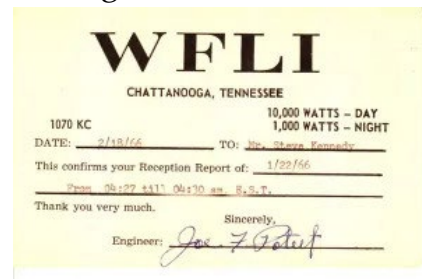 WFLI
CHATTANOOGA, TENNESSEE
10,000 WATTS – DAY
1070 KC 1,000 WATTS – NIGHT
DATE: 2/18/66 TO: Mr. Steve Kennedy
This confirms your Reception Report of: 1/22/66
From 04:27 till 04:30 am. E.S.T.
Thank you very much.
Sincerely,
Engineer: Joe F